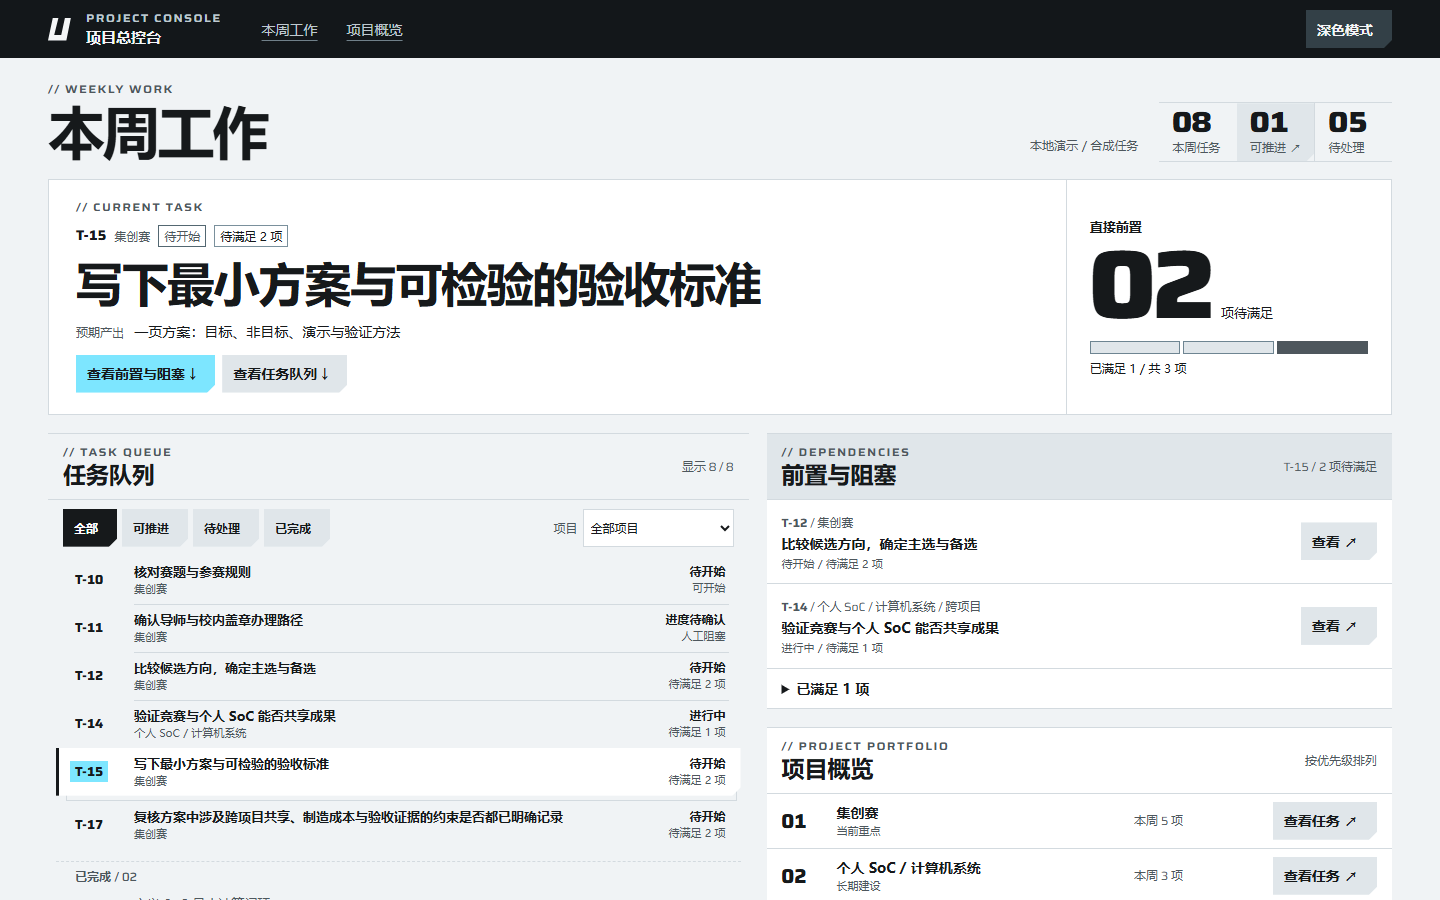 PROJECT CONSOLE
项目总控台
本周工作
项目概览
深色模式
// WEEKLY WORK
本周工作
本地演示 / 合成任务
08
本周任务
01
可推进 ↗
05
待处理
// CURRENT TASK
T-15 集创赛 待开始 待满足 2 项
写下最小方案与可检验的验收标准
预期产出 一页方案：目标、非目标、演示与验证方法
查看前置与阻塞 ↓
查看任务队列 ↓
直接前置
02 项待满足
已满足 1 / 共 3 项
// TASK QUEUE
任务队列
显示 8 / 8
全部
可推进
待处理
已完成
项目 全部项目
T-10
核对赛题与参赛规则
集创赛
待开始
可开始
T-11
确认导师与校内盖章办理路径
集创赛
进度待确认
人工阻塞
T-12
比较候选方向，确定主选与备选
集创赛
待开始
待满足 2 项
T-14
验证竞赛与个人 SoC 能否共享成果
个人 SoC / 计算机系统
进行中
待满足 1 项
T-15
写下最小方案与可检验的验收标准
集创赛
待开始
待满足 2 项
T-17
复核方案中涉及跨项目共享、制造成本与验收证据的约束是否都已明确记录
集创赛
待开始
待满足 2 项
已完成 / 02
// DEPENDENCIES
前置与阻塞
T-15 / 2 项待满足
T-12 / 集创赛
比较候选方向，确定主选与备选
待开始 / 待满足 2 项
查看 ↗
T-14 / 个人 SoC / 计算机系统 / 跨项目
验证竞赛与个人 SoC 能否共享成果
进行中 / 待满足 1 项
查看 ↗
▶ 已满足 1 项
// PROJECT PORTFOLIO
项目概览
按优先级排列
01
集创赛
当前重点
本周 5 项
查看任务 ↗
02
个人 SoC / 计算机系统
长期建设
本周 3 项
查看任务 ↗